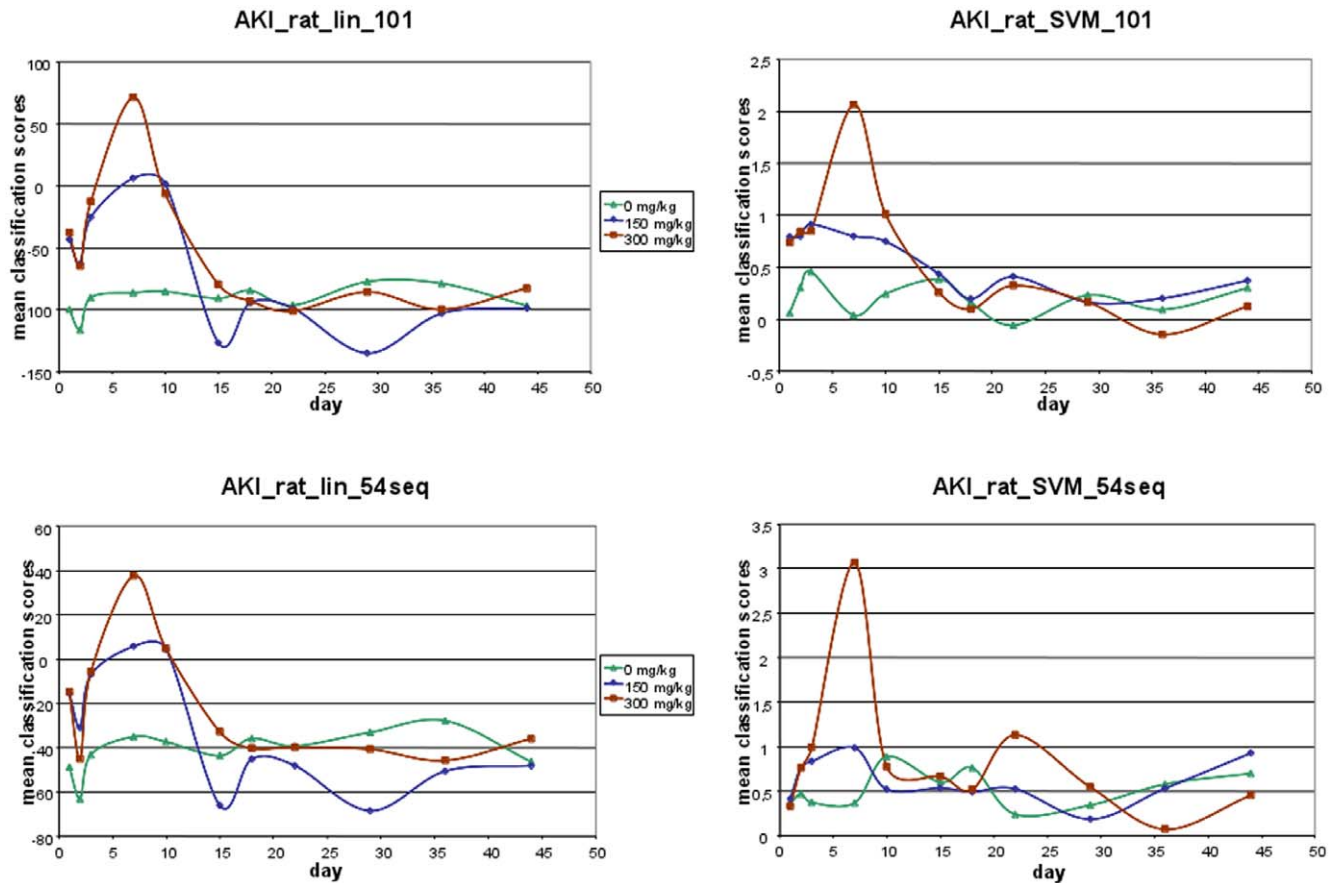 AKI_rat_lin_101
mean classification scores
100
50
0
-50
-100
-150
0 5 10 15 20 25 30 35 40 45 50
day
0 mg/kg
150 mg/kg
300 mg/kg
AKI_rat_SVM_101
mean classification scores
2,5
2
1,5
1
0,5
0
-0,5
0 5 10 15 20 25 30 35 40 45 50
day
AKI_rat_lin_54seq
mean classification scores
60
40
20
0
-20
-40
-60
-80
0 5 10 15 20 25 30 35 40 45 50
day
0 mg/kg
150 mg/kg
300 mg/kg
AKI_rat_SVM_54seq
mean classification scores
3,5
3
2,5
2
1,5
1
0,5
0
0 5 10 15 20 25 30 35 40 45 50
day